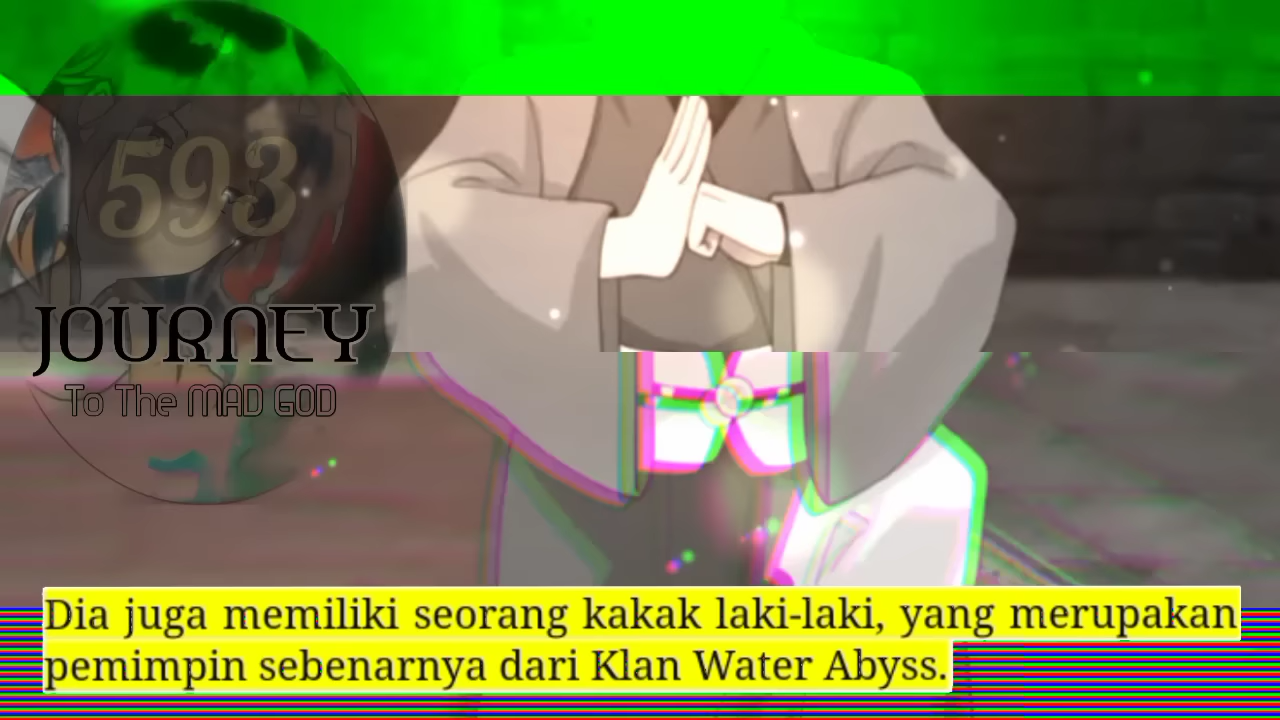 593
JOURNEY
To The MAD GOD
Dia juga memiliki seorang kakak laki-laki, yang merupakan
pemimpin sebenarnya dari Klan Water Abyss.